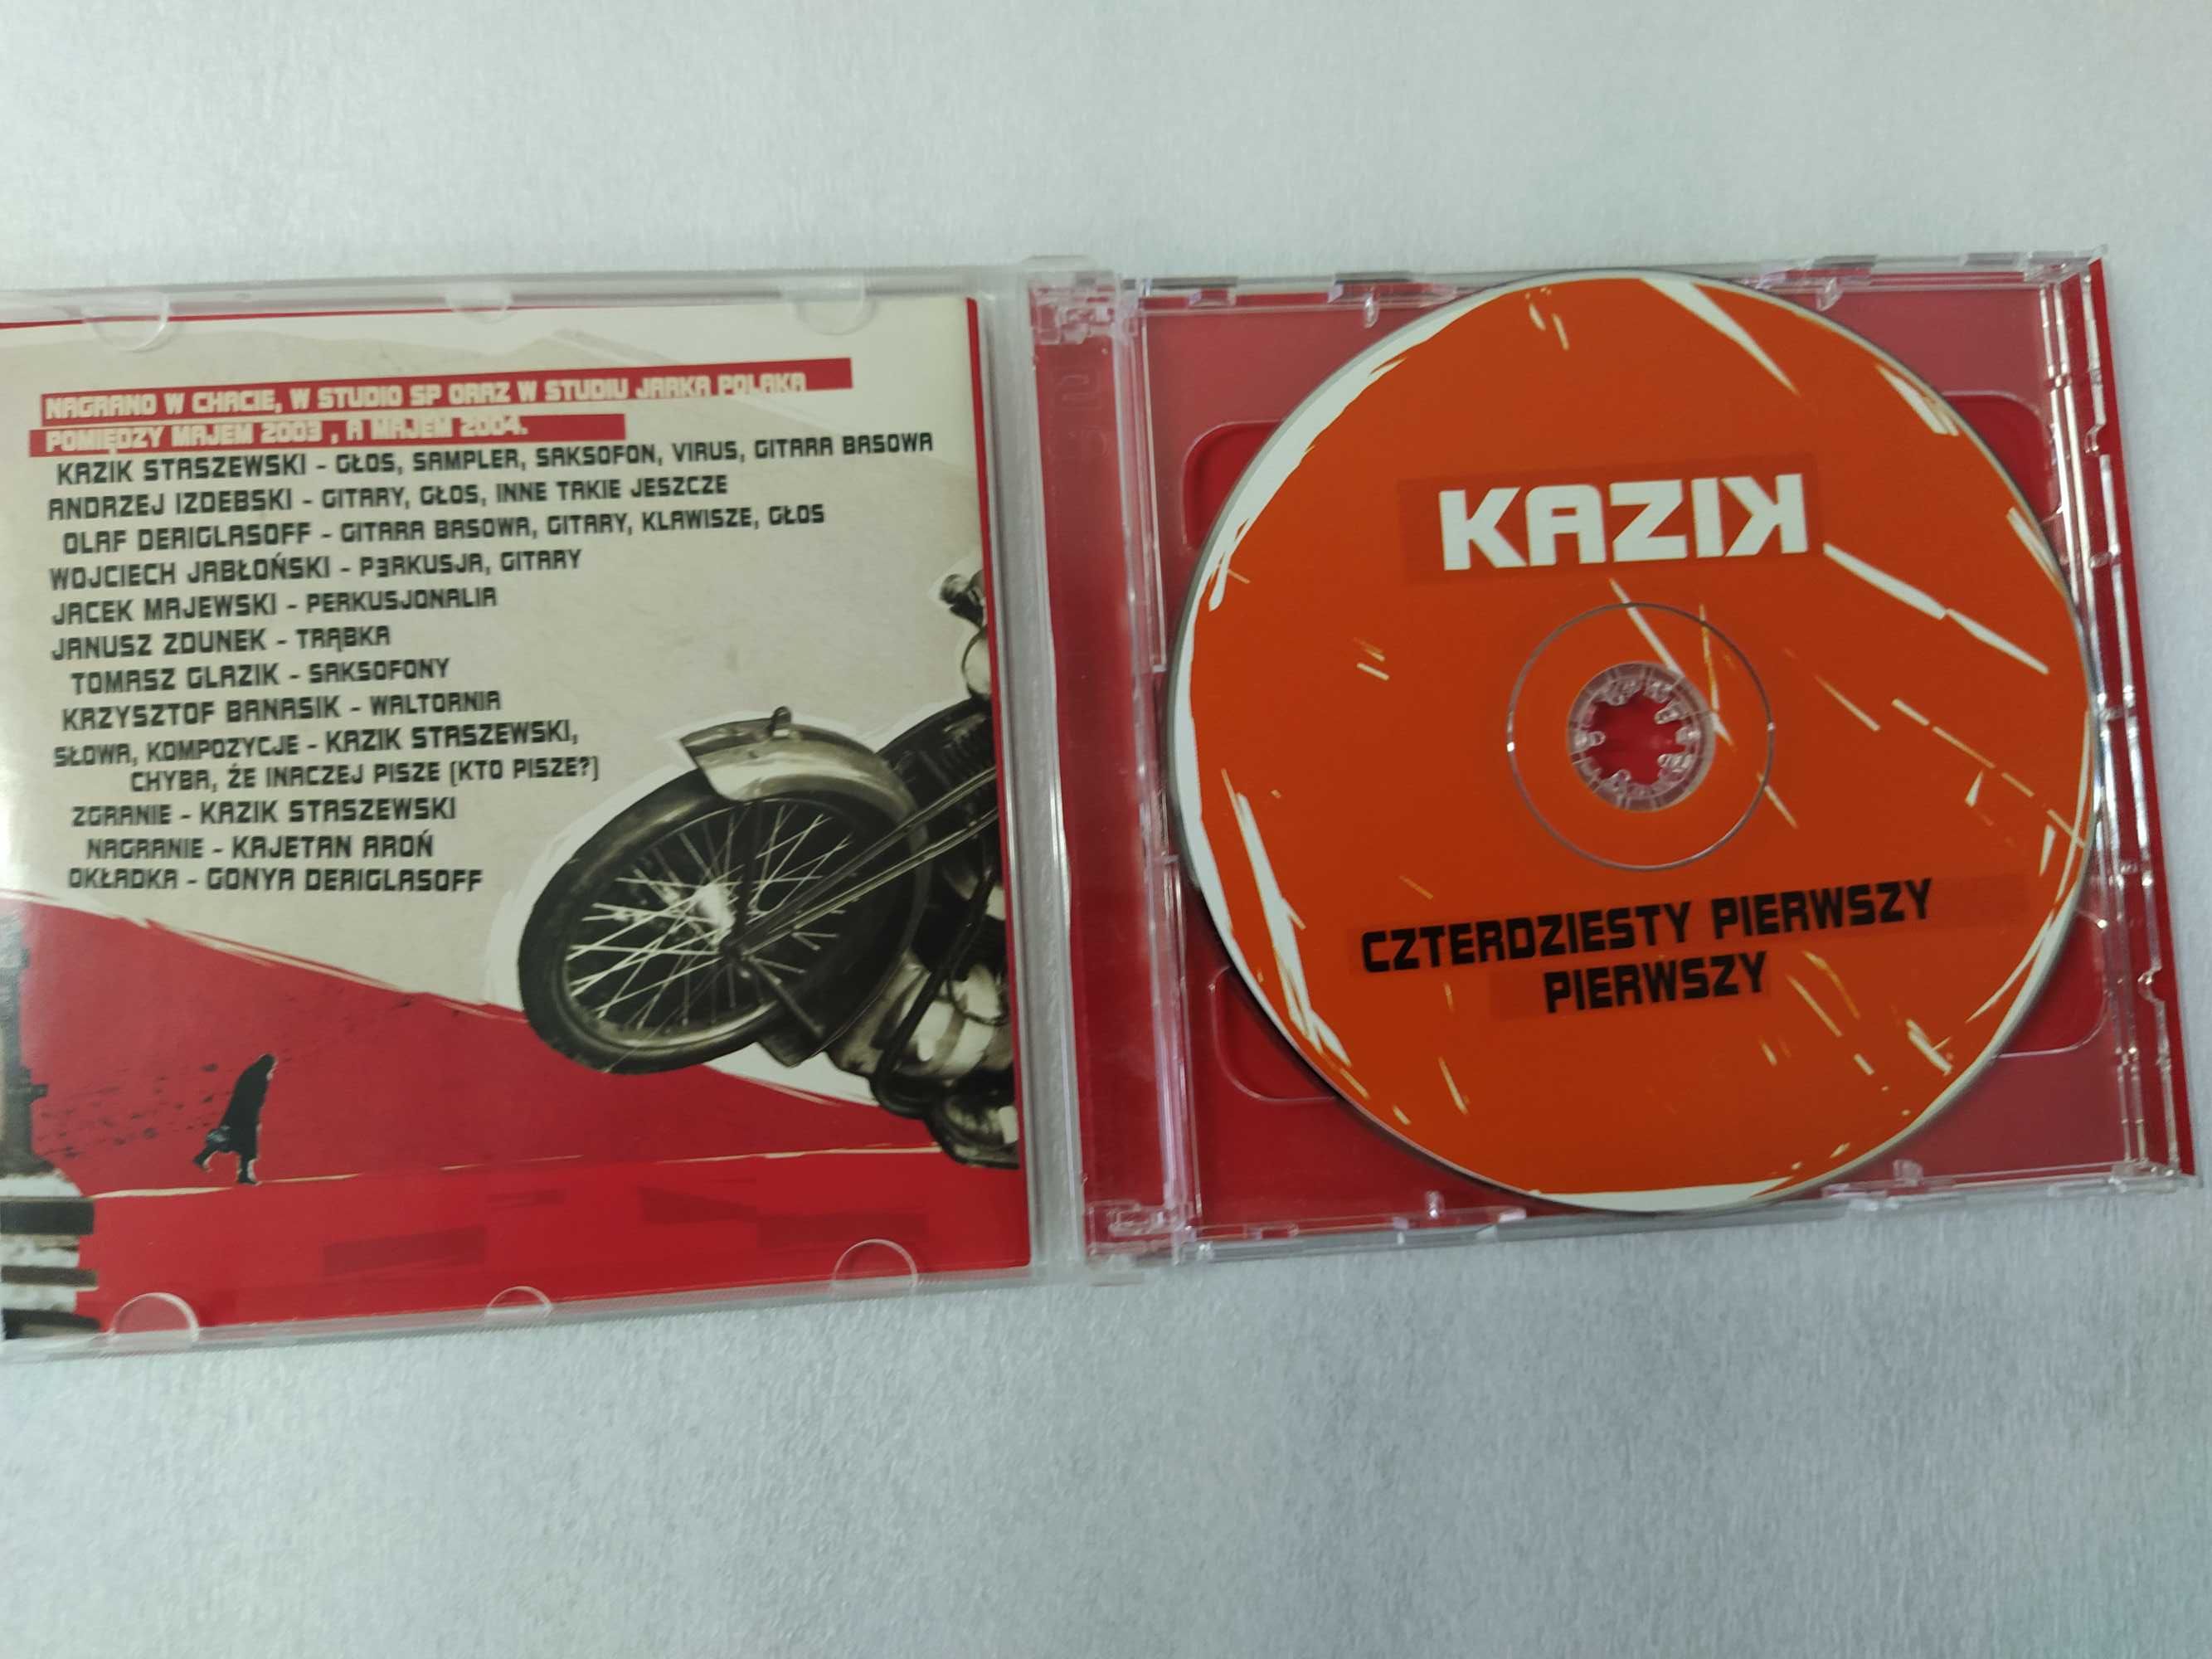 NAGRANO W CHACIE, W STUDIO SP ORAZ W STUDIU JARKA POLAKA
POMIĘDZY MAJEM 2003 , A MAJEM 2004.
KAZIK STASZEWSKI - GŁOS, SAMPLER, SAKSOFON, VIRUS, GITARA BASOWA
ANDRZEJ IZDEBSKI - GITARY, GŁOS, INNE TAKIE JESZCZE
OLAF DERIGLASOFF - GITARA BASOWA, GITARY, KLAWISZE, GŁOS
WOJCIECH JABŁOŃSKI - PERKUSJA, GITARY
JACEK MAJEWSKI - PERKUSJONALIA
JANUSZ ZDUNEK - TRĄBKA
TOMASZ GLAZIK - SAKSOFONY
KRZYSZTOF BANASIK - WALTORNIA
SŁOWA, KOMPOZYCJE - KAZIK STASZEWSKI,
CHYBA, ŻE INACZEJ PISZE (KTO PISZE?)
ZGRANIE - KAZIK STASZEWSKI
NAGRANIE - KAJETAN AROŃ
OKŁADKA - GONYA DERIGLASOFF
KAZIK
CZTERDZIESTY PIERWSZY
PIERWSZY